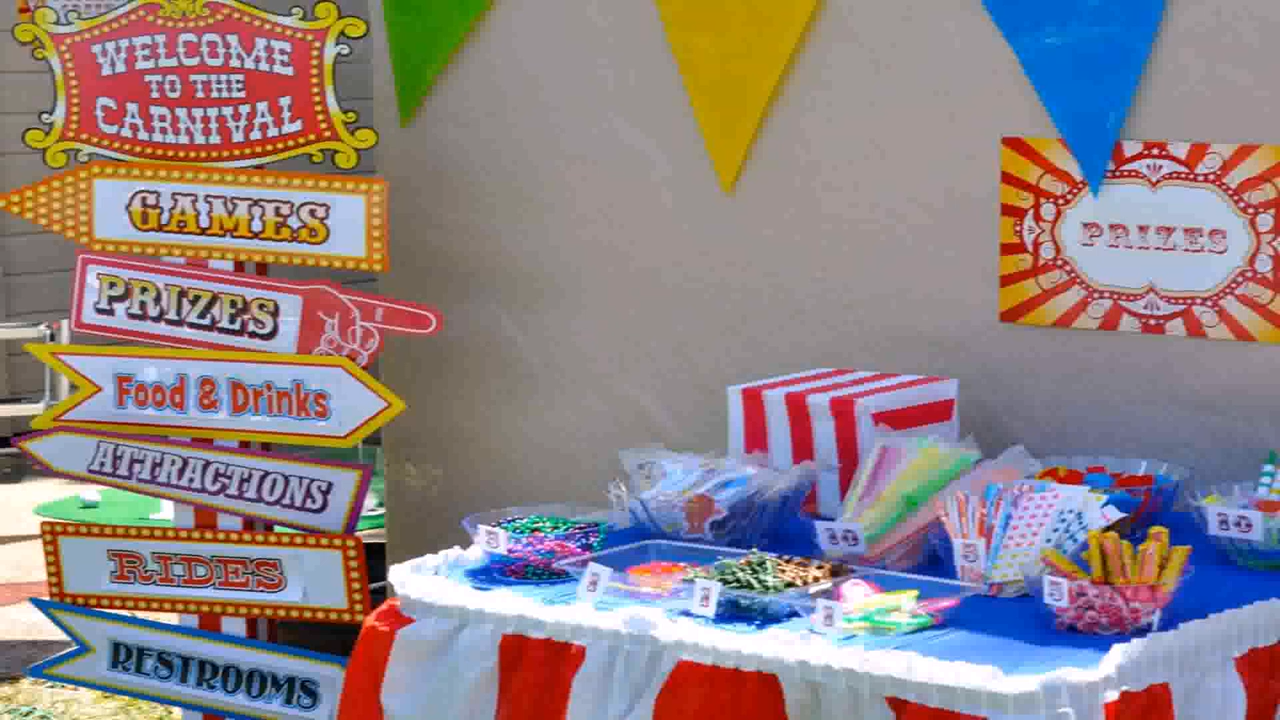 WELCOME
TO THE
CARNIVAL
GAMES
PRIZES
Food & Drinks
ATTRACTIONS
RIDES
RESTROOMS
PRIZES